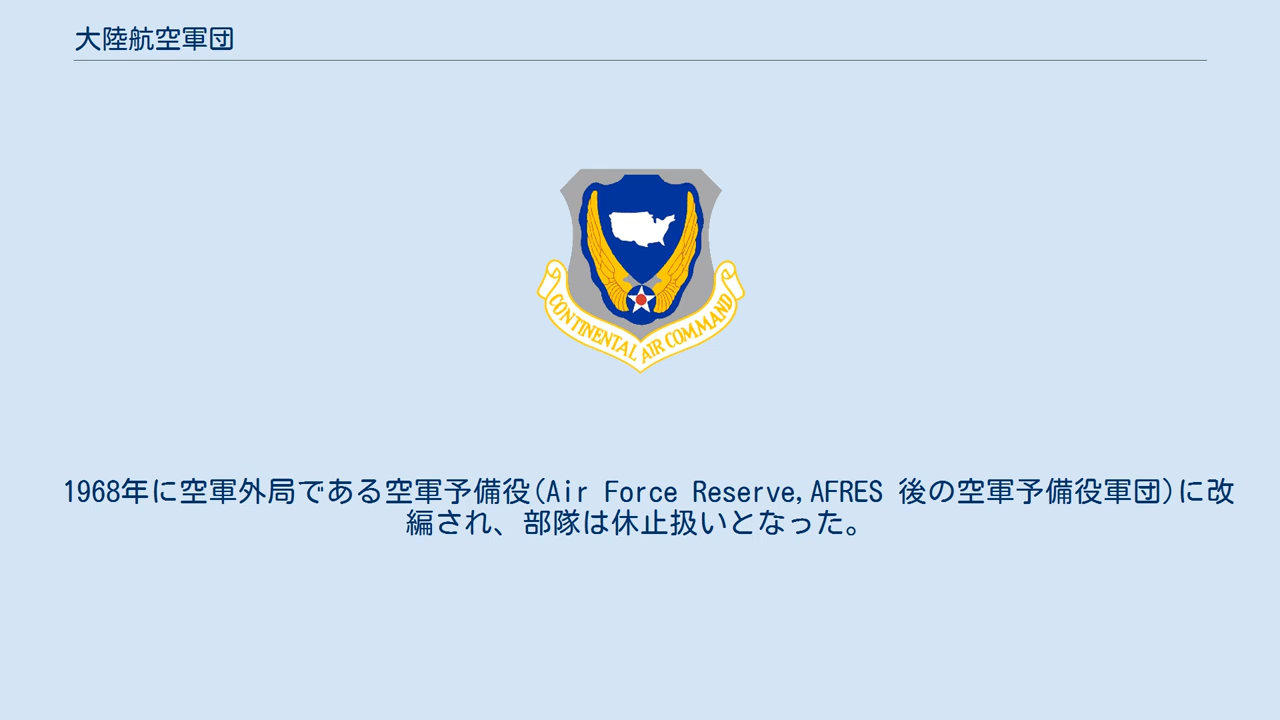 大陸航空軍団
CONTINENTAL AIR COMMAND
1968年に空軍外局である空軍予備役(Air Force Reserve,AFRES 後の空軍予備役軍団)に改
編され、部隊は休止扱いとなった。